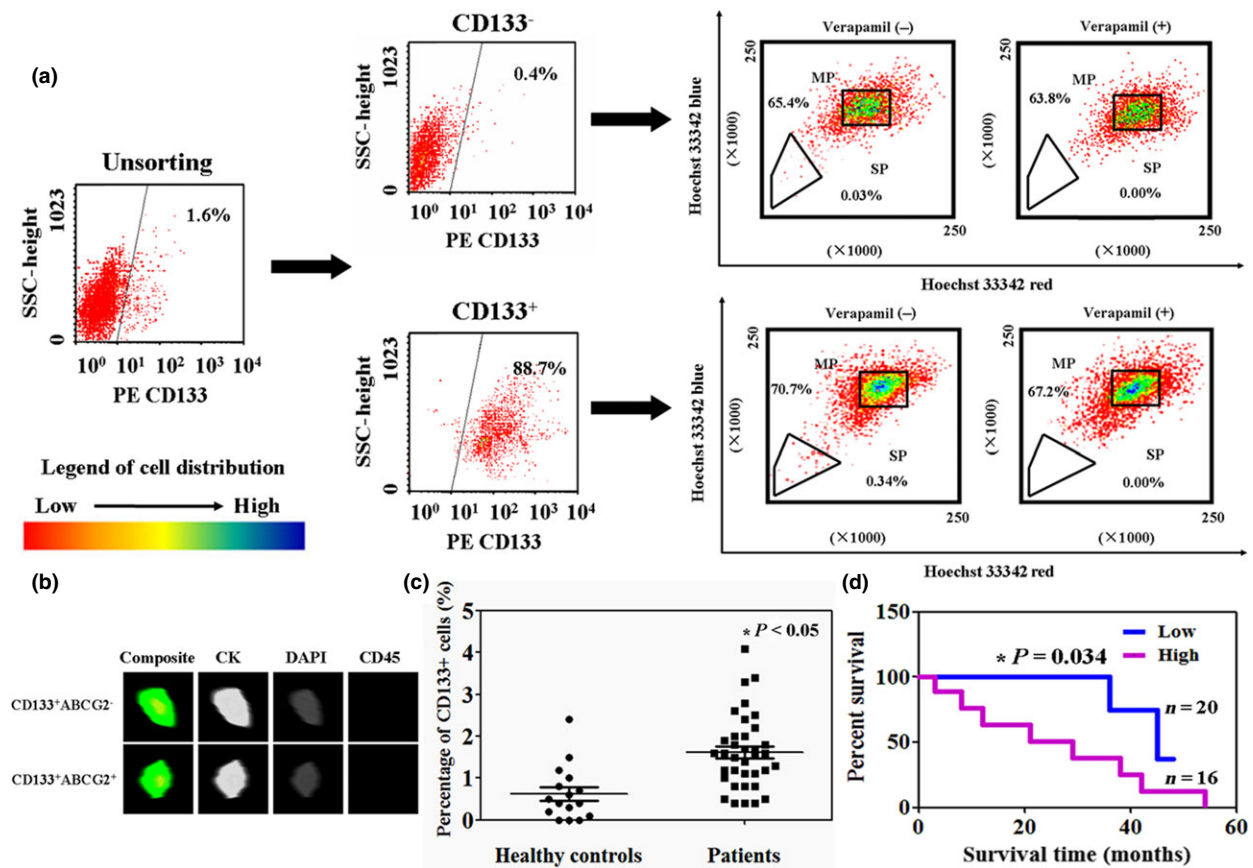 (a)
Unsorting
SSC-height
1023
0
1.6%
10⁰ 10¹ 10² 10³ 10⁴
PE CD133
CD133⁻
SSC-height
1023
0
0.4%
10⁰ 10¹ 10² 10³ 10⁴
PE CD133
CD133⁺
SSC-height
1023
0
88.7%
10⁰ 10¹ 10² 10³ 10⁴
PE CD133
Hoechst 33342 blue
Verapamil (–)
250
(×1000)
MP
65.4%
SP
0.03%
250
(×1000)
Verapamil (+)
250
(×1000)
MP
63.8%
SP
0.00%
250
(×1000)
Hoechst 33342 red
Hoechst 33342 blue
Verapamil (–)
250
(×1000)
MP
70.7%
SP
0.34%
250
(×1000)
Verapamil (+)
250
(×1000)
MP
67.2%
SP
0.00%
250
(×1000)
Hoechst 33342 red
Legend of cell distribution
Low High
(b)
Composite CK DAPI CD45
CD133⁺ABCG2⁻
CD133⁺ABCG2⁺
(c)
Percentage of CD133+ cells (%)
5
4
3
2
1
0
* P < 0.05
Healthy controls Patients
(d)
Percent survival
150
100
50
0
Low
High
* P = 0.034
n = 20
n = 16
0 20 40 60
Survival time (months)